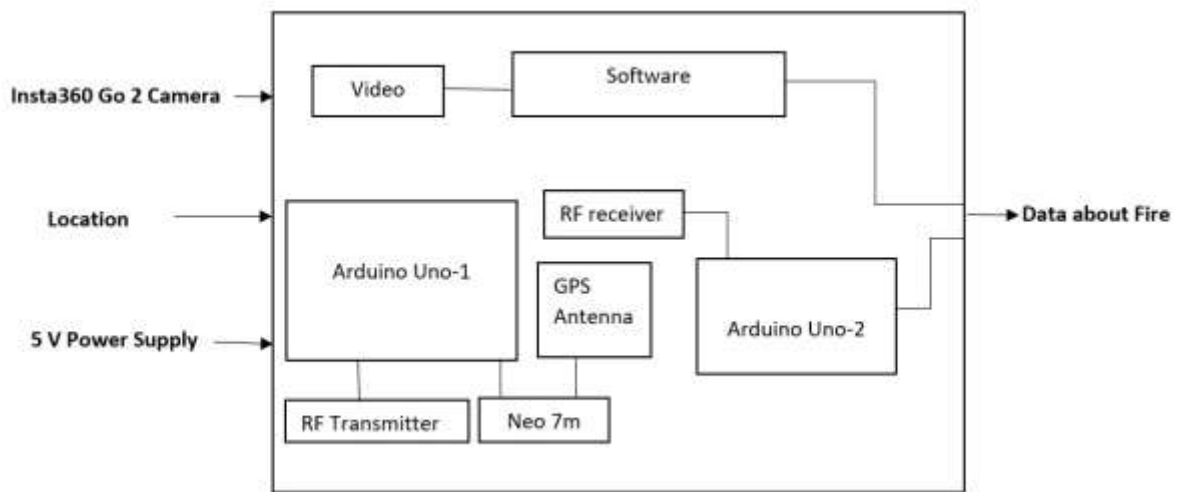 Video
Software
Insta360 Go 2 Camera
Location
RF receiver
Data about Fire
Arduino Uno-1
GPS
Antenna
5 V Power Supply
Arduino Uno-2
RF Transmitter
Neo 7m